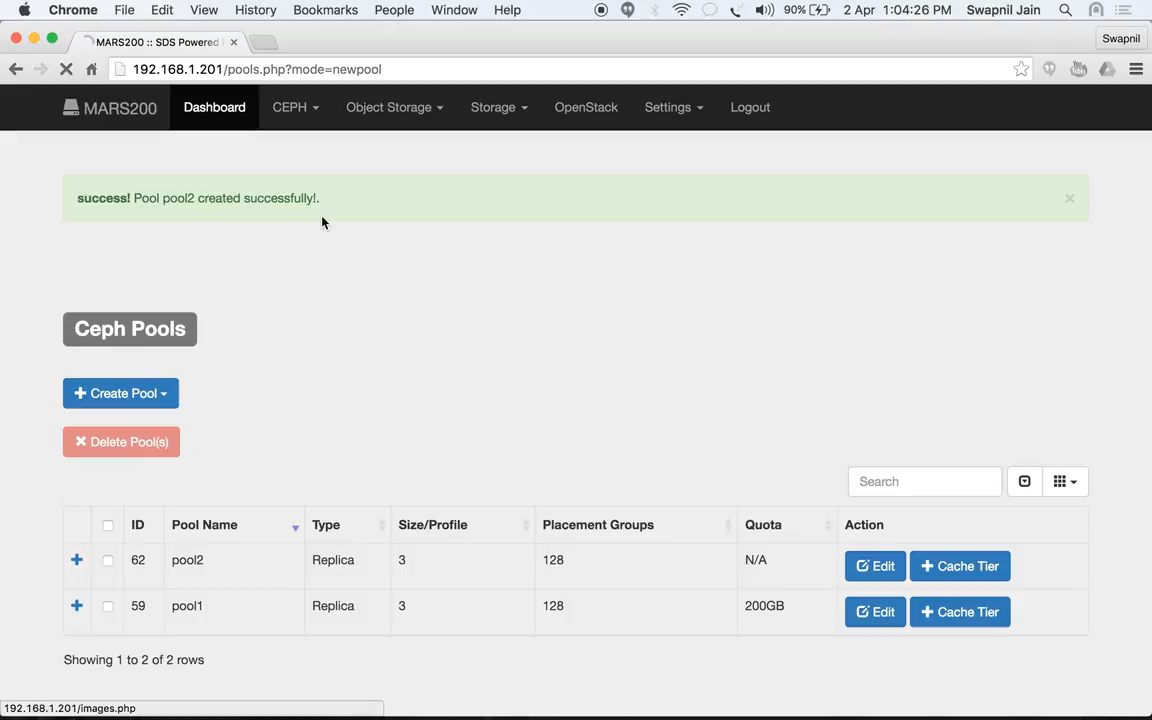 Chrome File Edit View History Bookmarks People Window Help 90% 2 Apr 1:04:26 PM Swapnil Jain
MARS200 :: SDS Powered Swapnil
192.168.1.201/pools.php?mode=newpool
MARS200 Dashboard CEPH Object Storage Storage OpenStack Settings Logout
success! Pool pool2 created successfully!. ×
Ceph Pools
Create Pool
Delete Pool(s)
Search
ID Pool Name Type Size/Profile Placement Groups Quota Action
62 pool2 Replica 3 128 N/A Edit Cache Tier
59 pool1 Replica 3 128 200GB Edit Cache Tier
Showing 1 to 2 of 2 rows
192.168.1.201/images.php